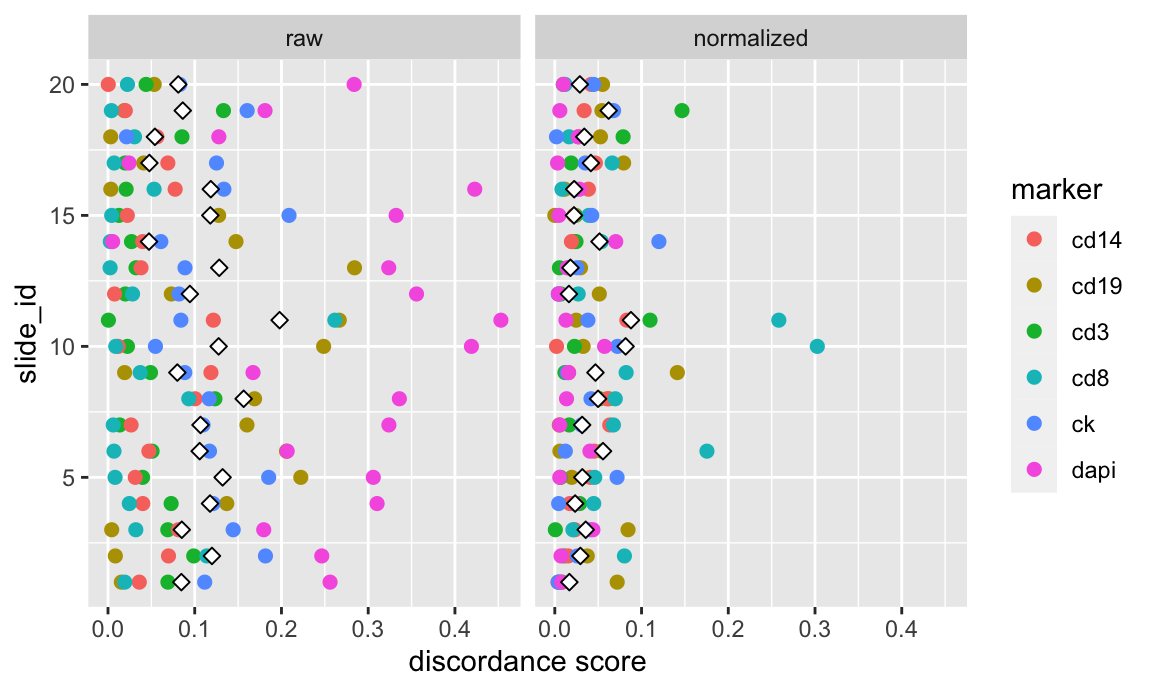 raw
normalized
slide_id
20
15
10
5
0.0 0.1 0.2 0.3 0.4
0.0 0.1 0.2 0.3 0.4
discordance score
marker
cd14
cd19
cd3
cd8
ck
dapi